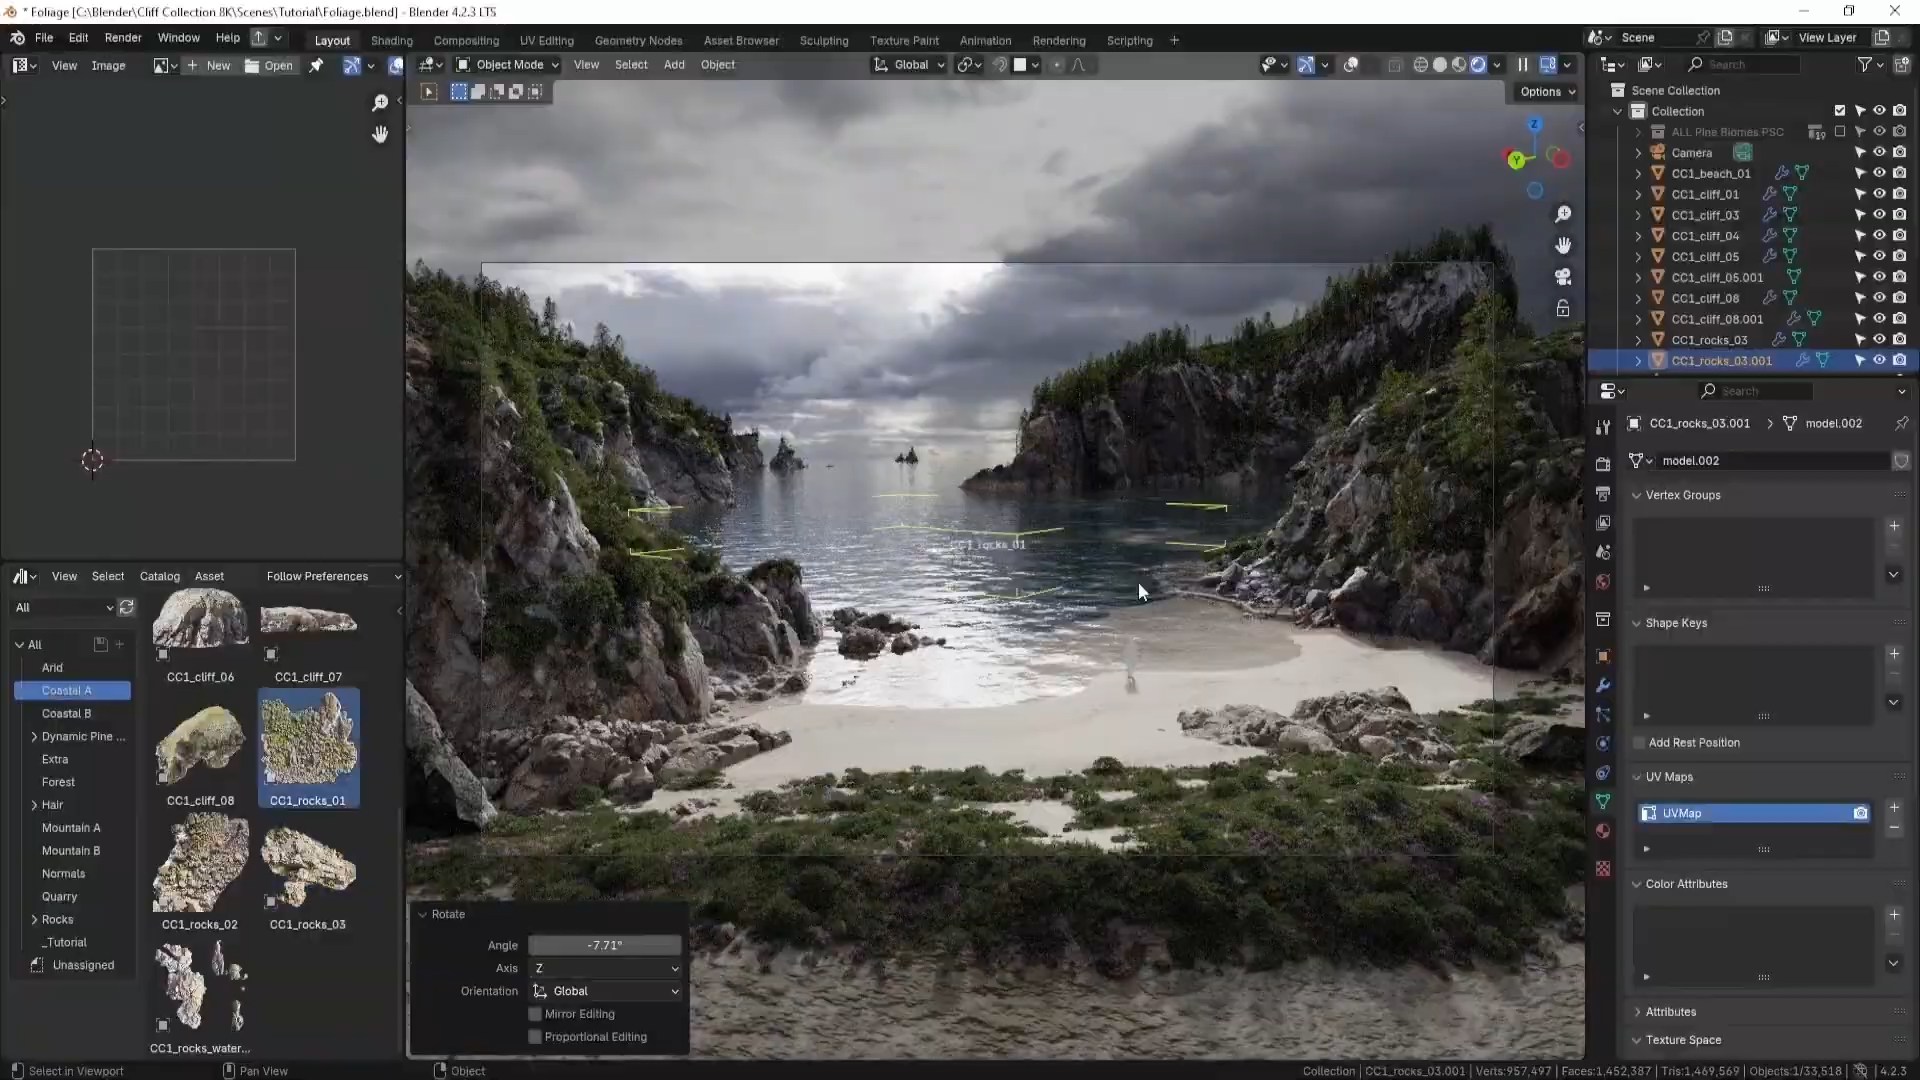 * Foliage [C:\Blender\Cliff Collection 8K\Scenes\Tutorial\Foliage.blend] - Blender 4.2.3 LTS
File Edit Render Window Help Layout Shading Compositing UV Editing Geometry Nodes Asset Browser Sculpting Texture Paint Animation Rendering Scripting + Scene View Layer
View Image New Open Object Mode View Select Add Object Global Search
Options
Scene Collection
Collection
ALL Pine Biomes PSC 19
Camera
CC1_beach_01
CC1_cliff_01
CC1_cliff_03
CC1_cliff_04
CC1_cliff_05
CC1_cliff_05.001
CC1_cliff_08
CC1_cliff_08.001
CC1_rocks_03
CC1_rocks_03.001
Z
Y
Search
CC1_rocks_03.001 > model.002
model.002
Vertex Groups
Shape Keys
Add Rest Position
UV Maps
UVMap
Color Attributes
Attributes
Texture Space
CC1_rocks_01
View Select Catalog Asset Follow Preferences
All
All
Arid
Coastal A
Coastal B
Dynamic Pine ...
Extra
Forest
Hair
Mountain A
Mountain B
Normals
Quarry
Rocks
_Tutorial
Unassigned
CC1_cliff_06
CC1_cliff_07
CC1_cliff_08
CC1_rocks_01
CC1_rocks_02
CC1_rocks_03
CC1_rocks_water...
Rotate
Angle -7.71°
Axis Z
Orientation Global
Mirror Editing
Proportional Editing
Select in Viewport Pan View Object Collection | CC1_rocks_03.001 | Verts:957,497 | Faces:1,452,387 | Tris:1,469,569 | Objects:1/33,518 4.2.3